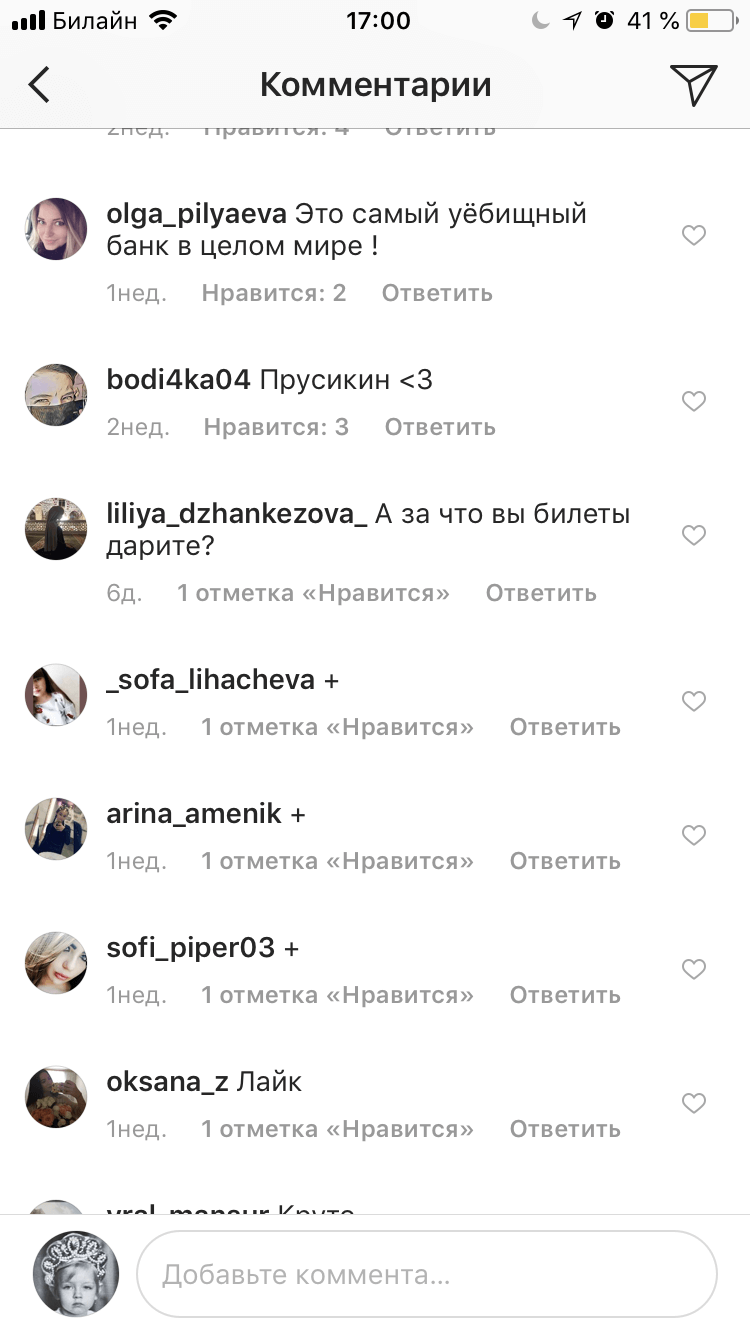 Билайн 17:00 41 %
Комментарии
2нед. Нравится: 4 Ответить
olga_pilyaeva Это самый уёбищный
банк в целом мире !
1нед. Нравится: 2 Ответить
bodi4ka04 Прусикин <3
2нед. Нравится: 3 Ответить
liliya_dzhankezova_ А за что вы билеты
дарите?
6д. 1 отметка «Нравится» Ответить
_sofa_lihacheva +
1нед. 1 отметка «Нравится» Ответить
arina_amenik +
1нед. 1 отметка «Нравится» Ответить
sofi_piper03 +
1нед. 1 отметка «Нравится» Ответить
oksana_z Лайк
1нед. 1 отметка «Нравится» Ответить
Круто
Добавьте коммента...